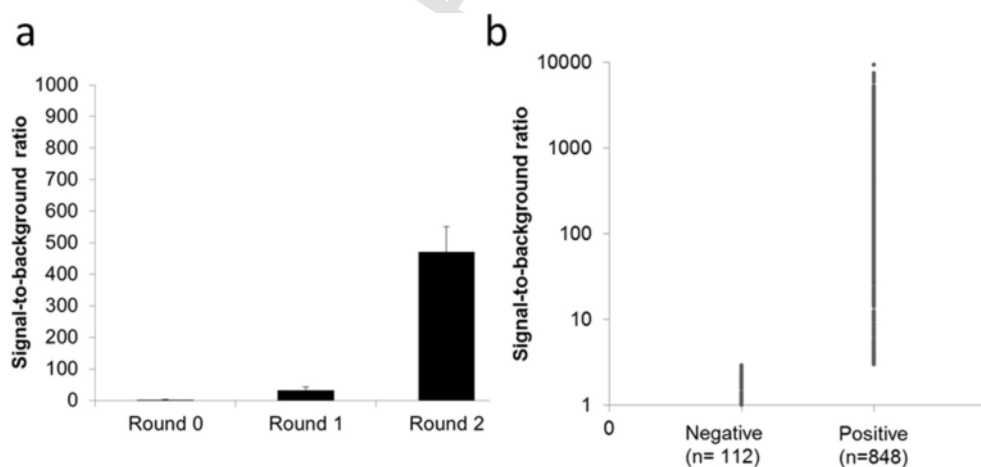 a
Signal-to-background ratio
1000
900
800
700
600
500
400
300
200
100
0
Round 0
Round 1
Round 2
b
Signal-to-background ratio
10000
1000
100
10
1
0
Negative
(n= 112)
Positive
(n=848)